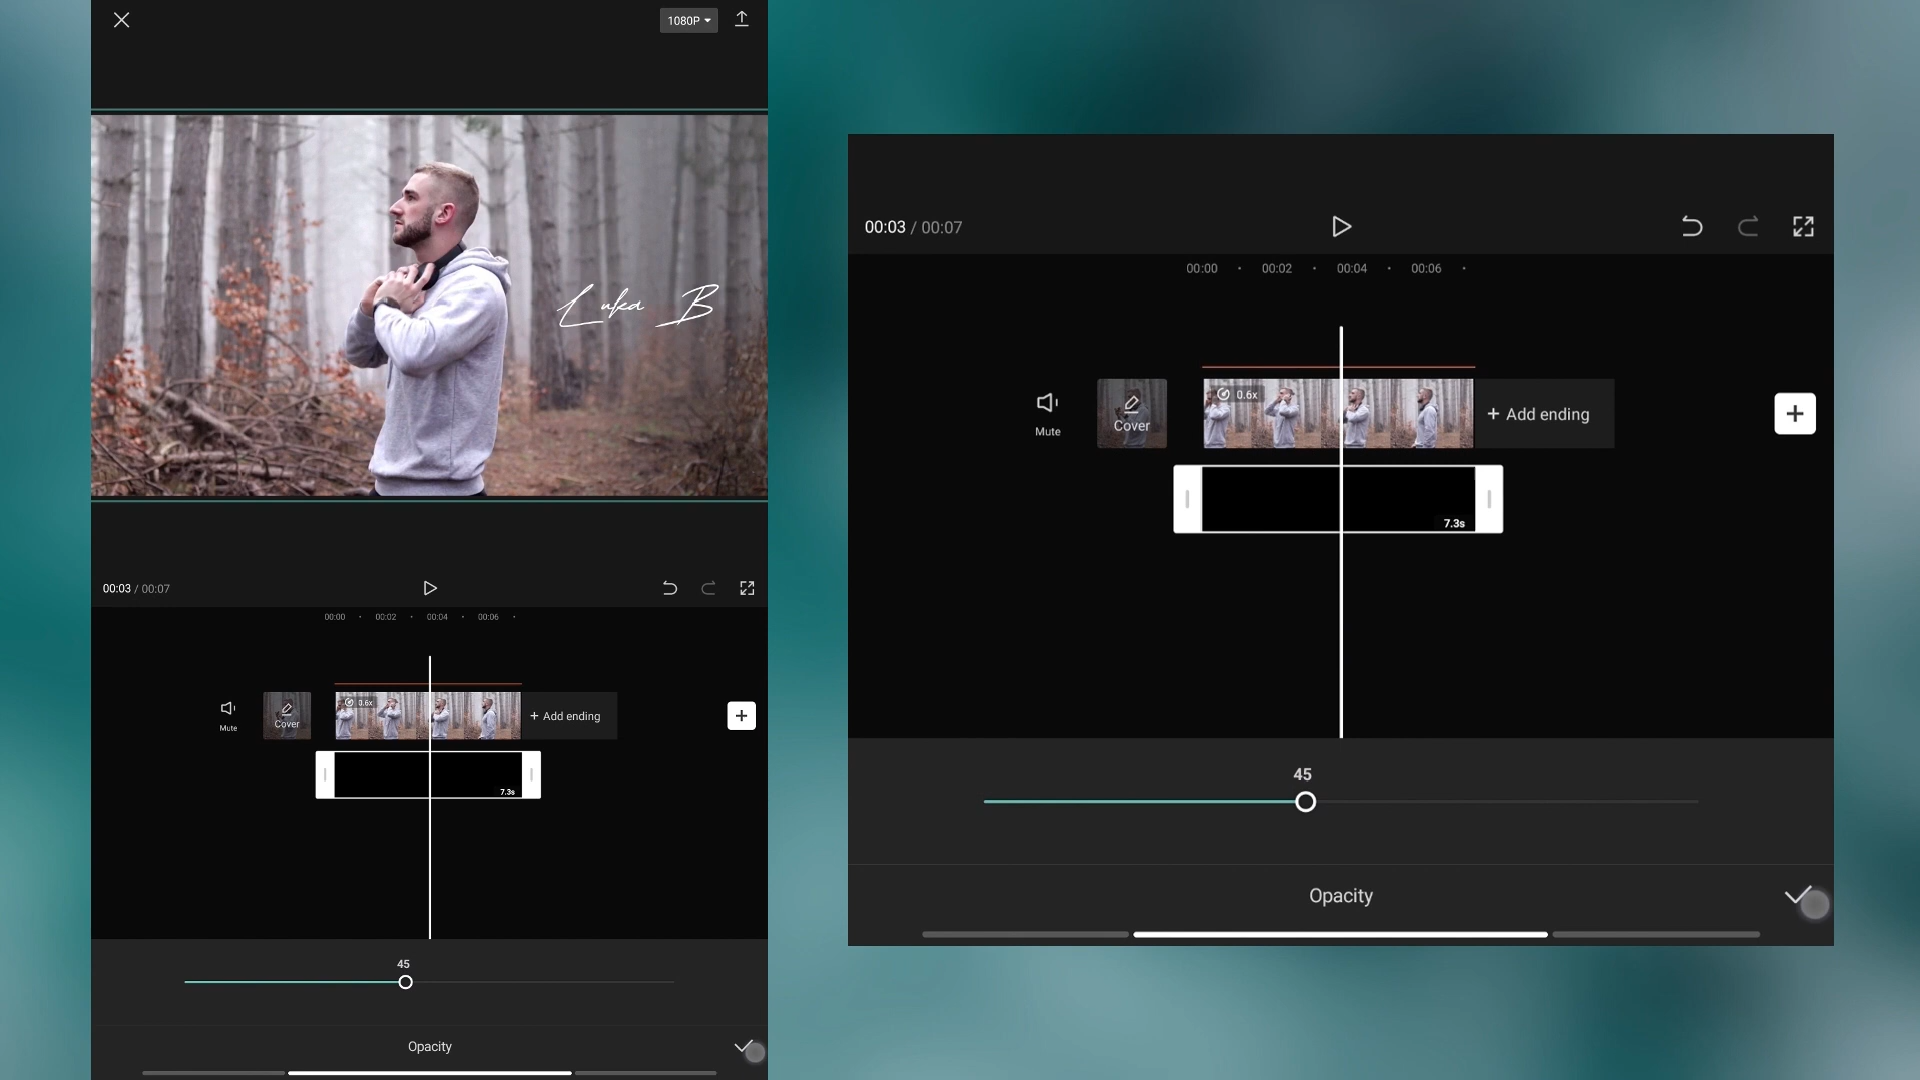 1080P
Luka B
00:03 / 00:07
00:00 00:02 00:04 00:06
Mute
Cover
0.6x
+ Add ending
7.3s
45
Opacity
00:03 / 00:07
00:00 00:02 00:04 00:06
Mute
Cover
0.6x
+ Add ending
7.3s
45
Opacity